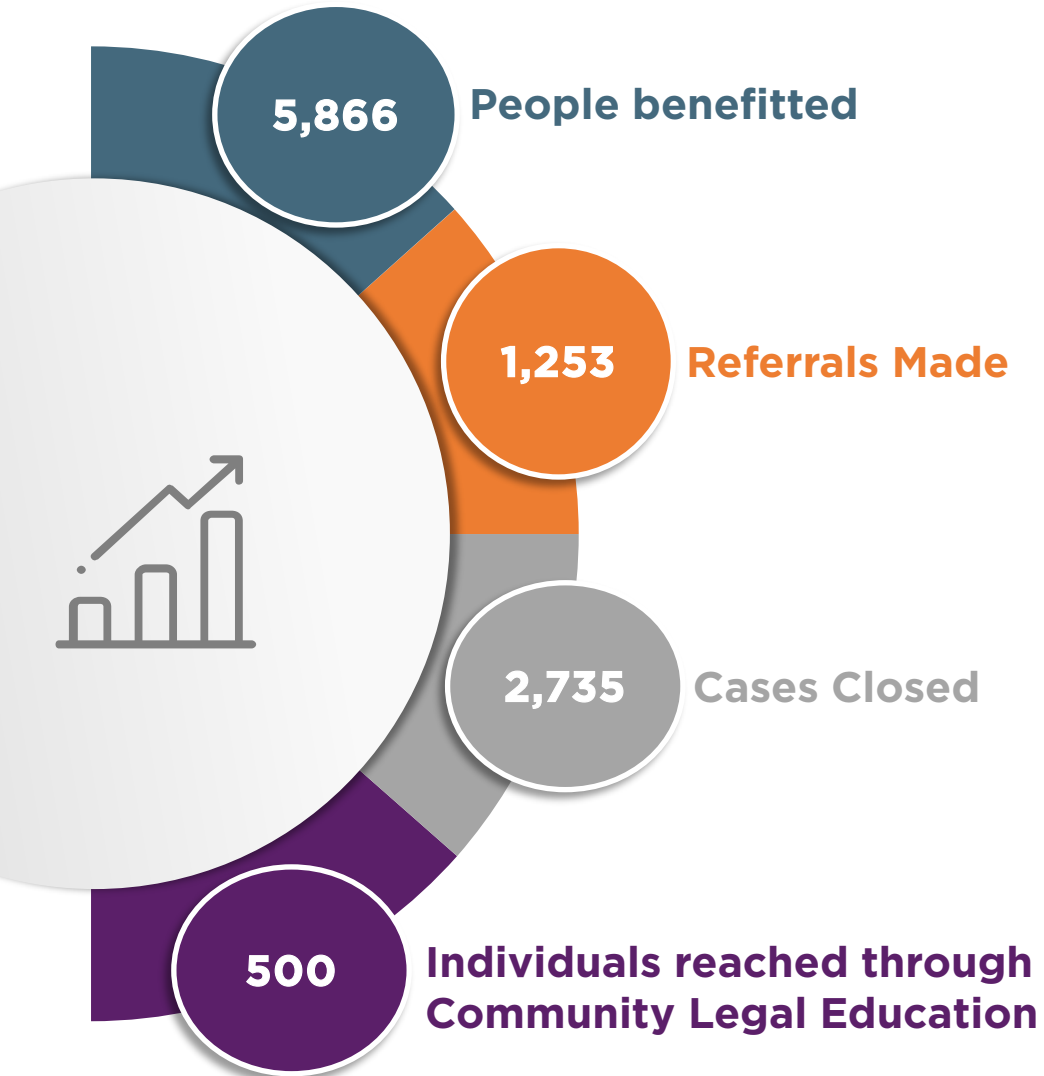 5,866
People benefitted
1,253
Referrals Made
2,735
Cases Closed
500
Individuals reached through
Community Legal Education